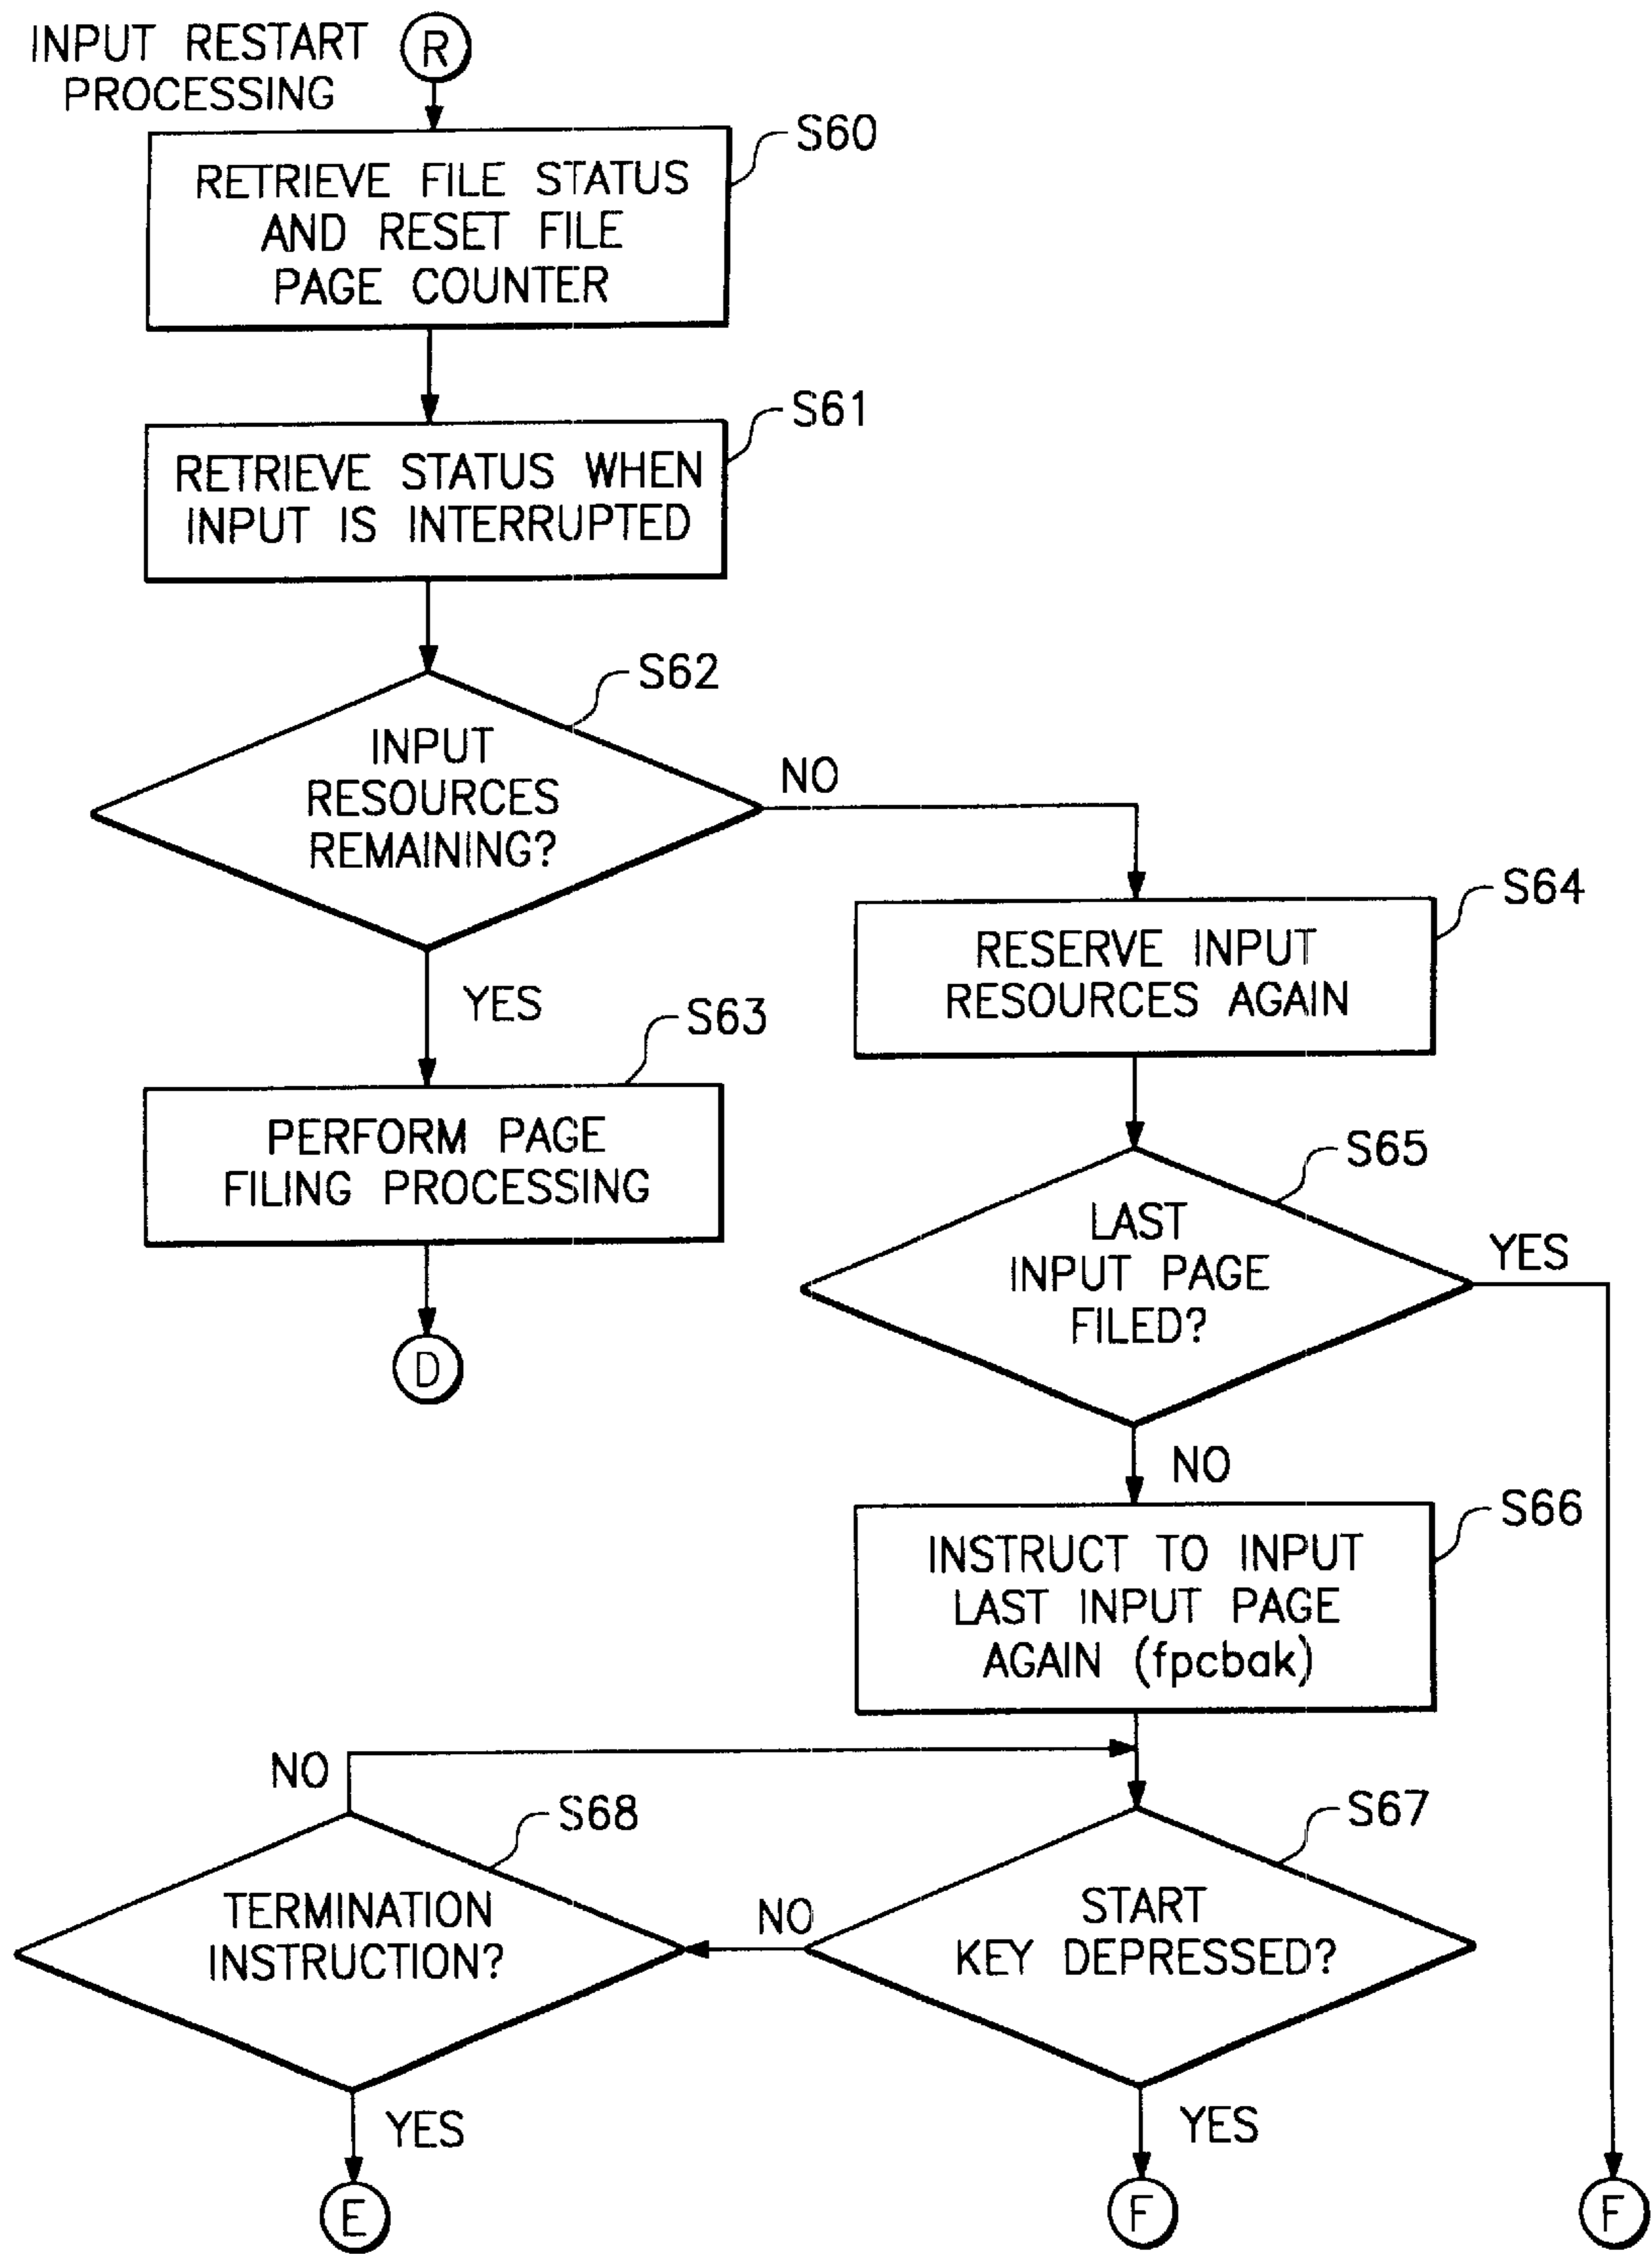 INPUT RESTART
PROCESSING
R
S60
RETRIEVE FILE STATUS
AND RESET FILE
PAGE COUNTER
S61
RETRIEVE STATUS WHEN
INPUT IS INTERRUPTED
S62
INPUT
RESOURCES
REMAINING?
NO
YES
S63
PERFORM PAGE
FILING PROCESSING
D
S64
RESERVE INPUT
RESOURCES AGAIN
S65
LAST
INPUT PAGE
FILED?
YES
NO
S66
INSTRUCT TO INPUT
LAST INPUT PAGE
AGAIN (fpcbak)
S67
START
KEY DEPRESSED?
NO
YES
S68
TERMINATION
INSTRUCTION?
NO
YES
E
F
F